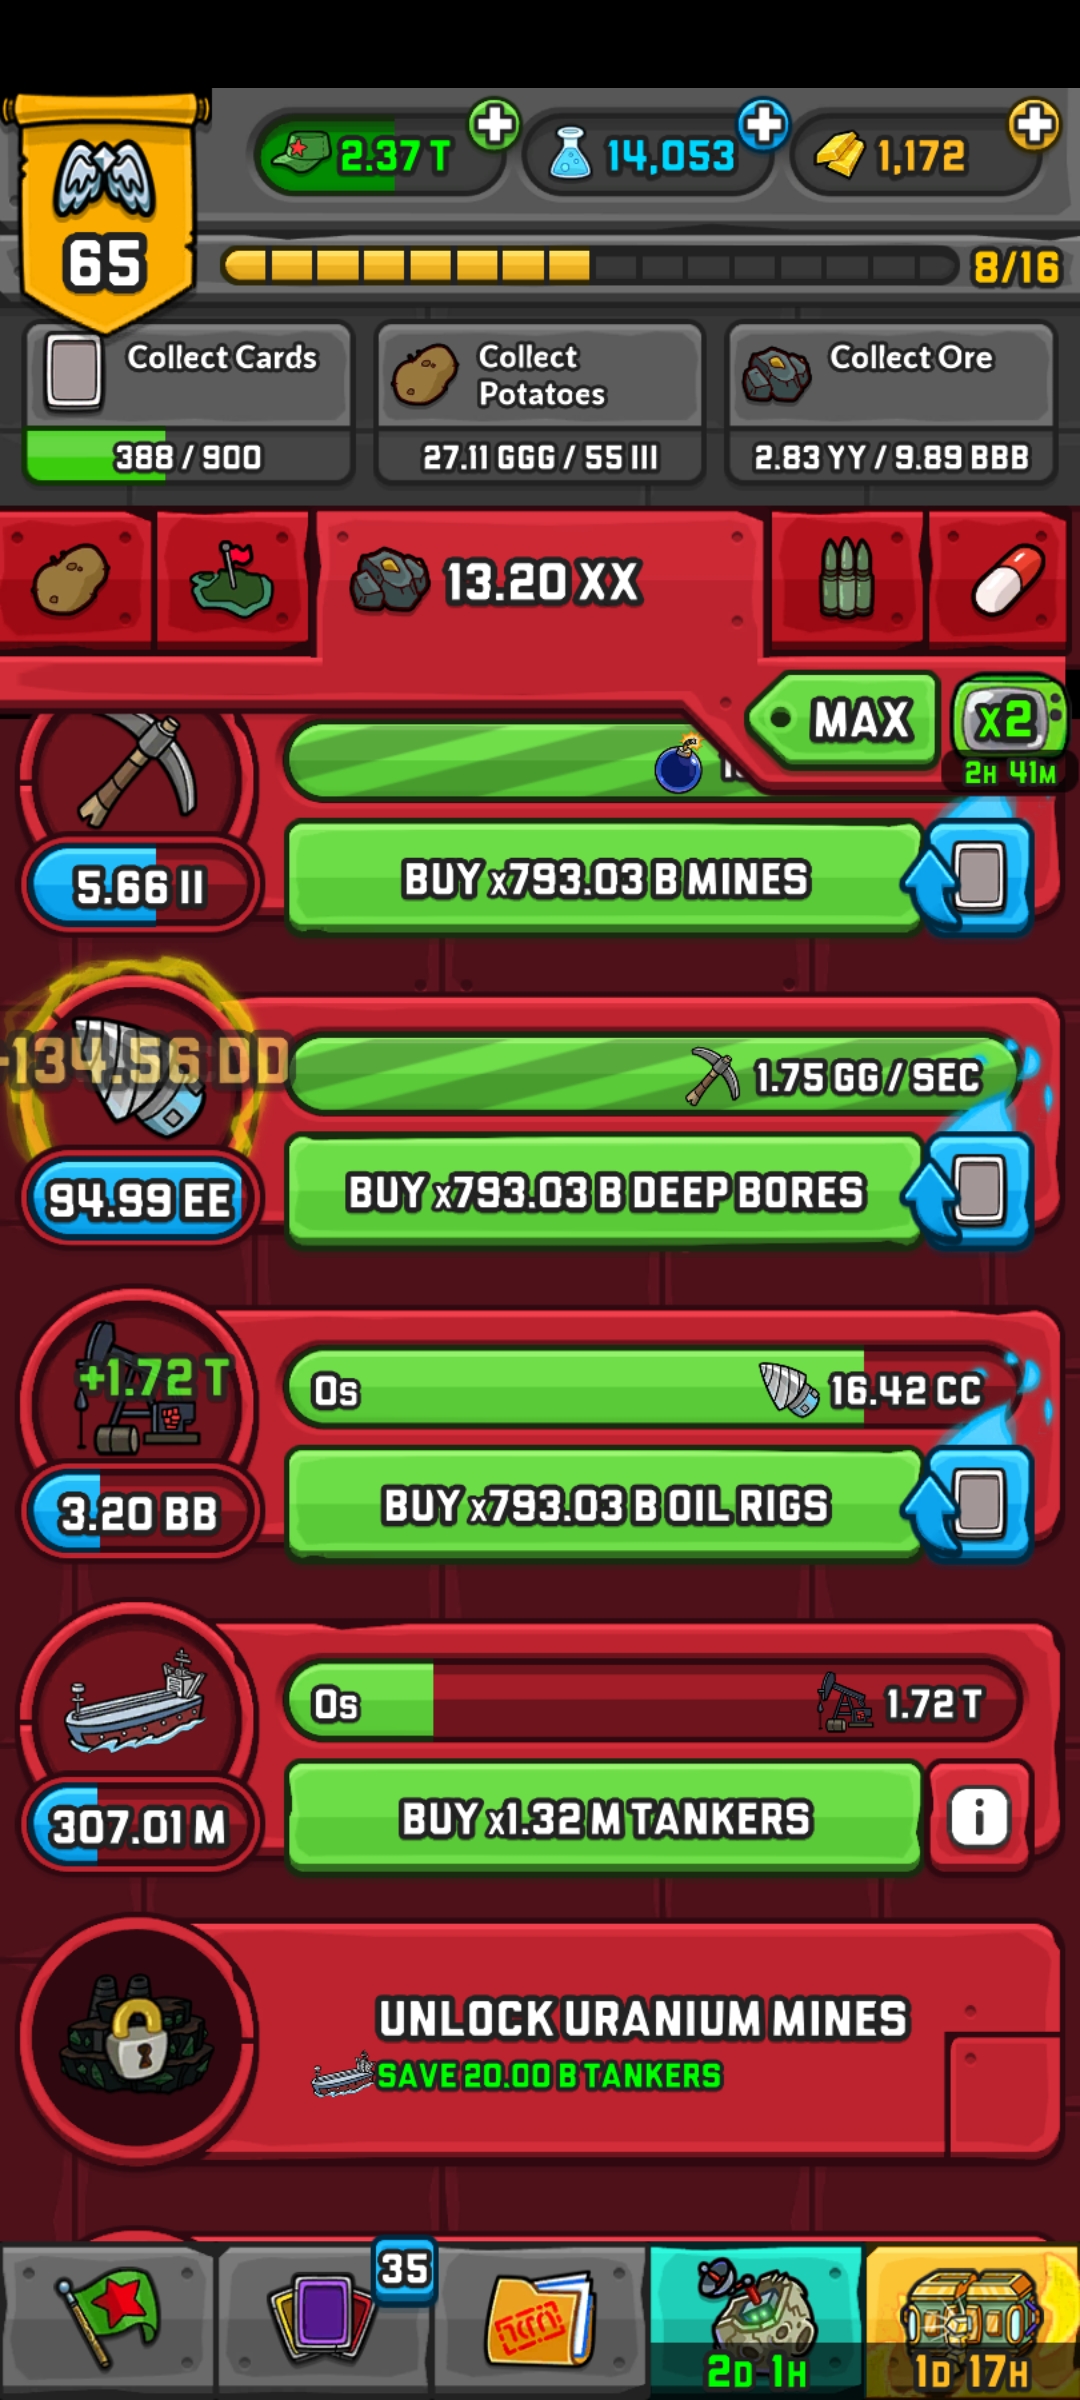 2.37 T
14,053
1,172
65
8/16
Collect Cards
388 / 900
Collect
Potatoes
27.11 GGG / 55 III
Collect Ore
2.83 YY / 9.89 BBB
13.20 XX
MAX
x2
2H 41M
5.66 II
BUY x793.03 B MINES
-134.56 DD
1.75 GG / SEC
94.99 EE
BUY x793.03 B DEEP BORES
+1.72 T
0s
16.42 CC
3.20 BB
BUY x793.03 B OIL RIGS
0s
1.72 T
307.01 M
BUY x1.32 M TANKERS
i
UNLOCK URANIUM MINES
SAVE 20.00 B TANKERS
35
2D 1H
1D 17H